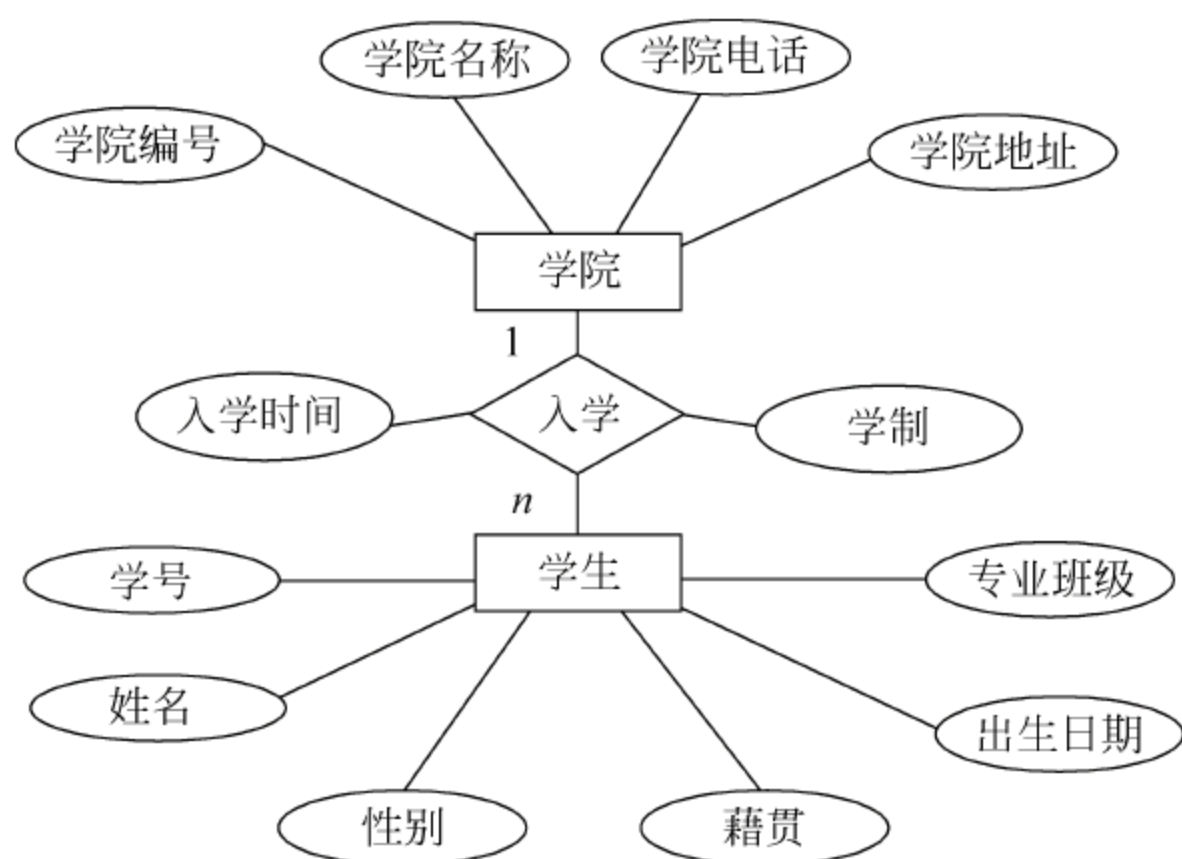 学院名称
学院电话
学院编号
学院地址
学院
1
入学时间
入学
学制
n
学号
学生
专业班级
姓名
出生日期
性别
藉贯